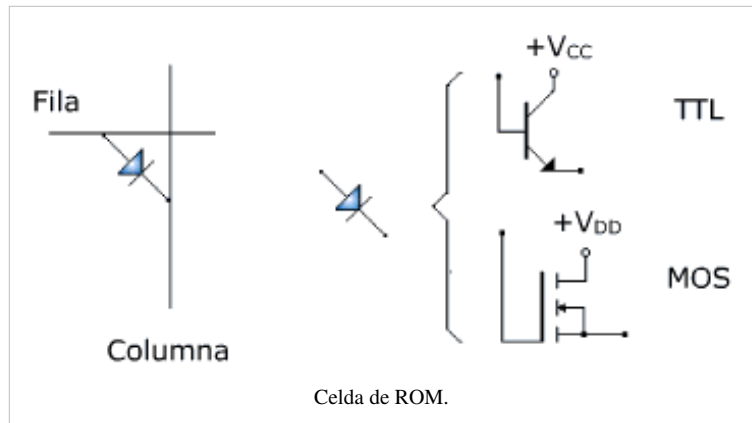 Fila
Columna
+VCC
TTL
+VDD
MOS
Celda de ROM.